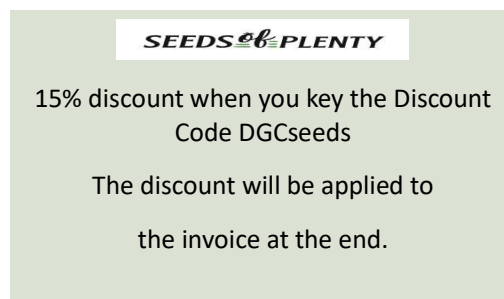 SEEDS of PLENTY
15% discount when you key the Discount
Code DGCseeds
The discount will be applied to
the invoice at the end.